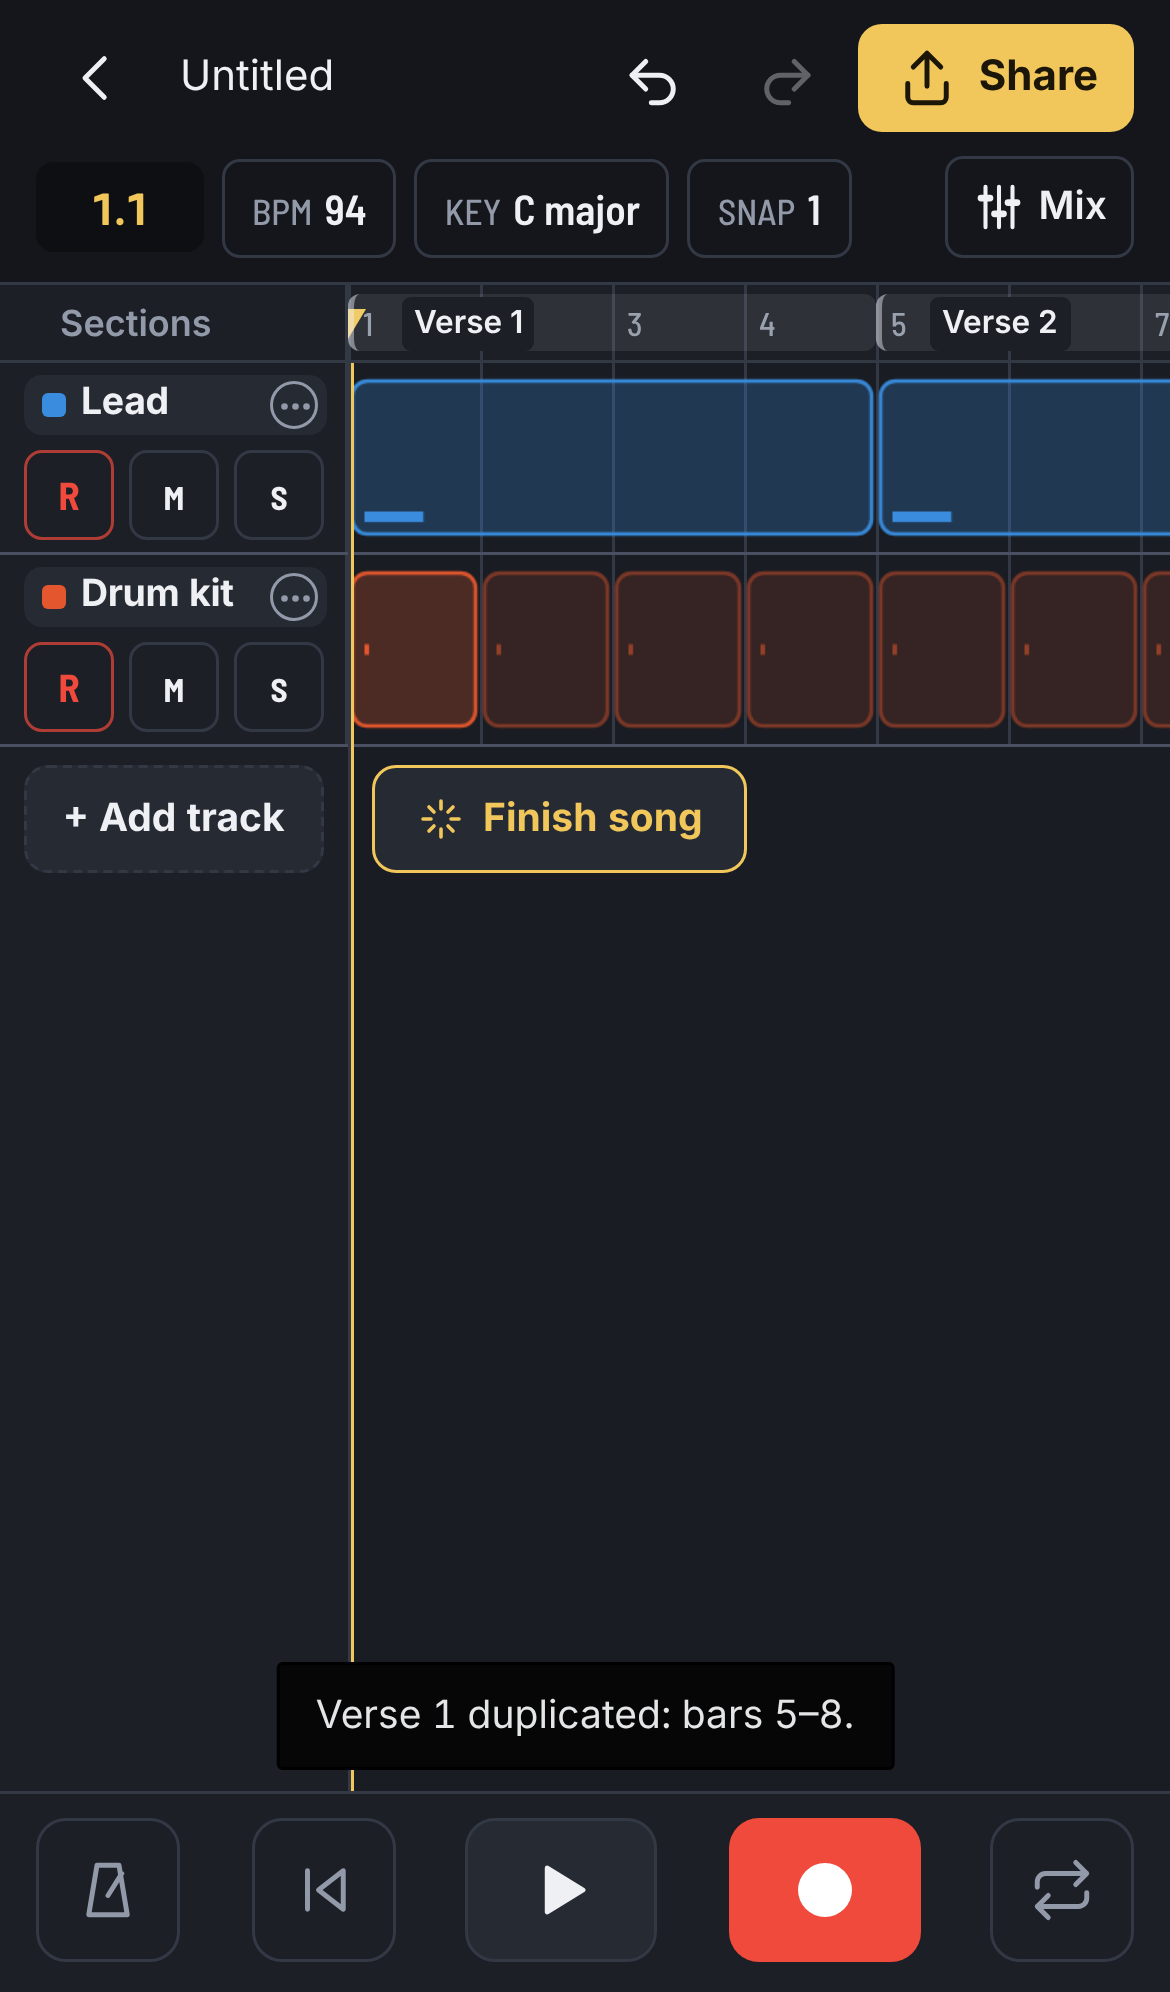 Untitled
Share
1.1
BPM 94
KEY C major
SNAP 1
Mix
Sections
1 Verse 1 3 4 5 Verse 2 7
Lead
R M S
Drum kit
R M S
+ Add track
Finish song
Verse 1 duplicated: bars 5–8.